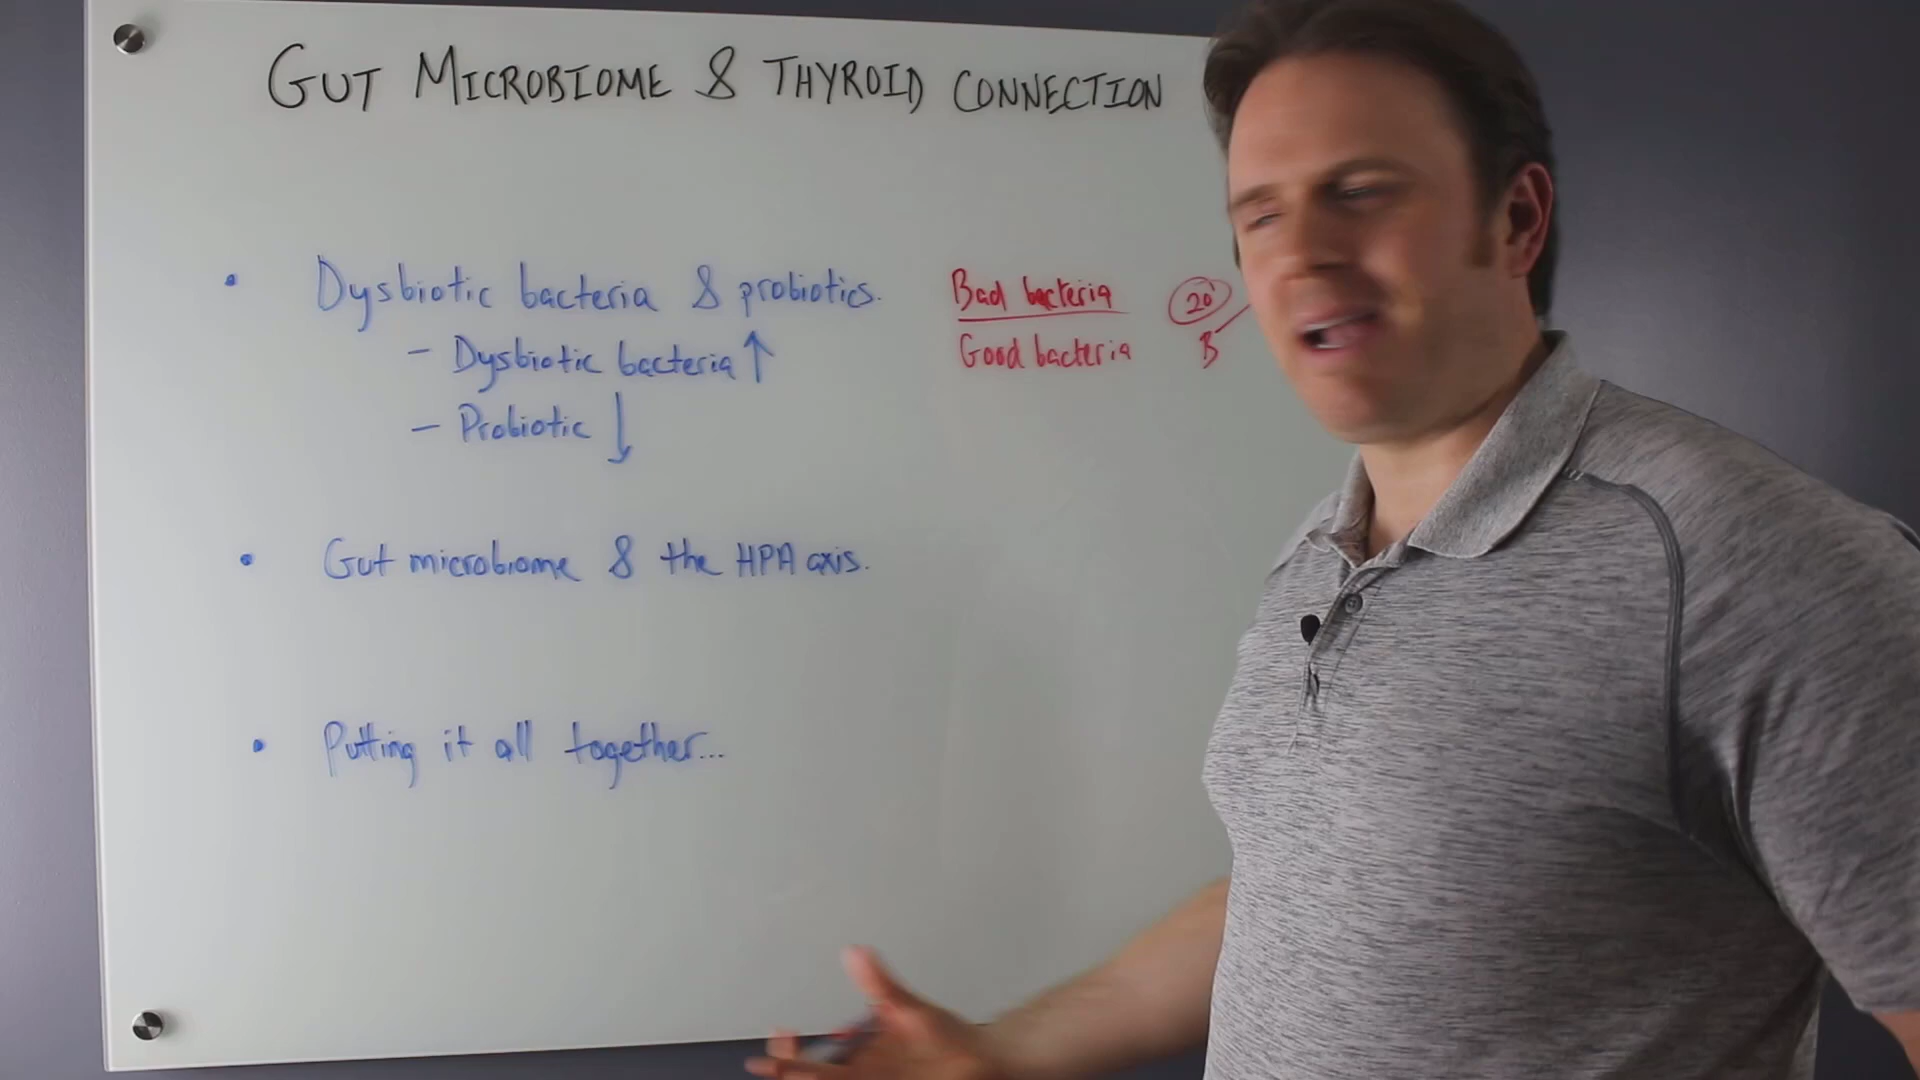 GUT MICROBIOME & THYROID CONNECTION
• Dysbiotic bacteria & probiotics.
- Dysbiotic bacteria ↑
- Probiotic ↓
Bad bacteria
Good bacteria
20
B
• Gut microbiome & the HPA axis.
• Putting it all together...